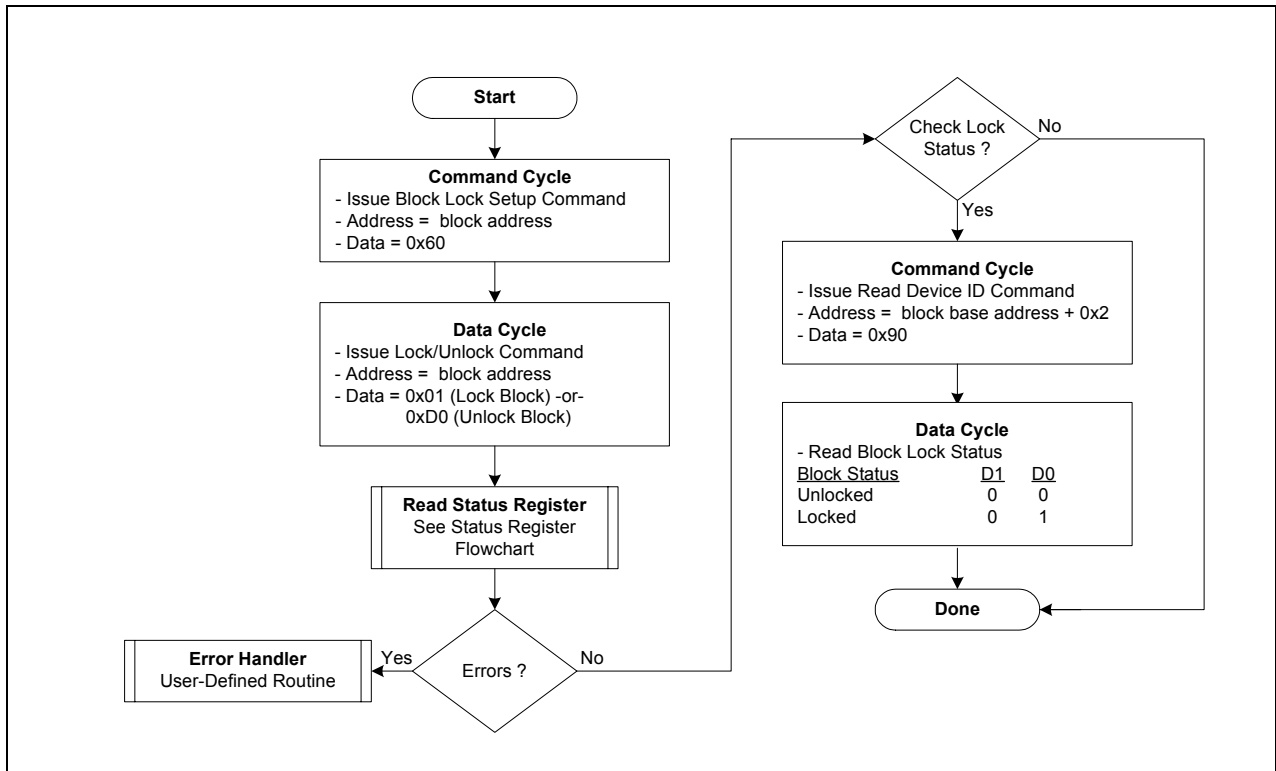 Start
Command Cycle
- Issue Block Lock Setup Command
- Address = block address
- Data = 0x60
Data Cycle
- Issue Lock/Unlock Command
- Address = block address
- Data = 0x01 (Lock Block) -or-
0xD0 (Unlock Block)
Read Status Register
See Status Register
Flowchart
Errors ?
Yes
No
Error Handler
User-Defined Routine
Check Lock
Status ?
No
Yes
Command Cycle
- Issue Read Device ID Command
- Address = block base address + 0x2
- Data = 0x90
Data Cycle
- Read Block Lock Status
Block Status D1 D0
Unlocked 0 0
Locked 0 1
Done